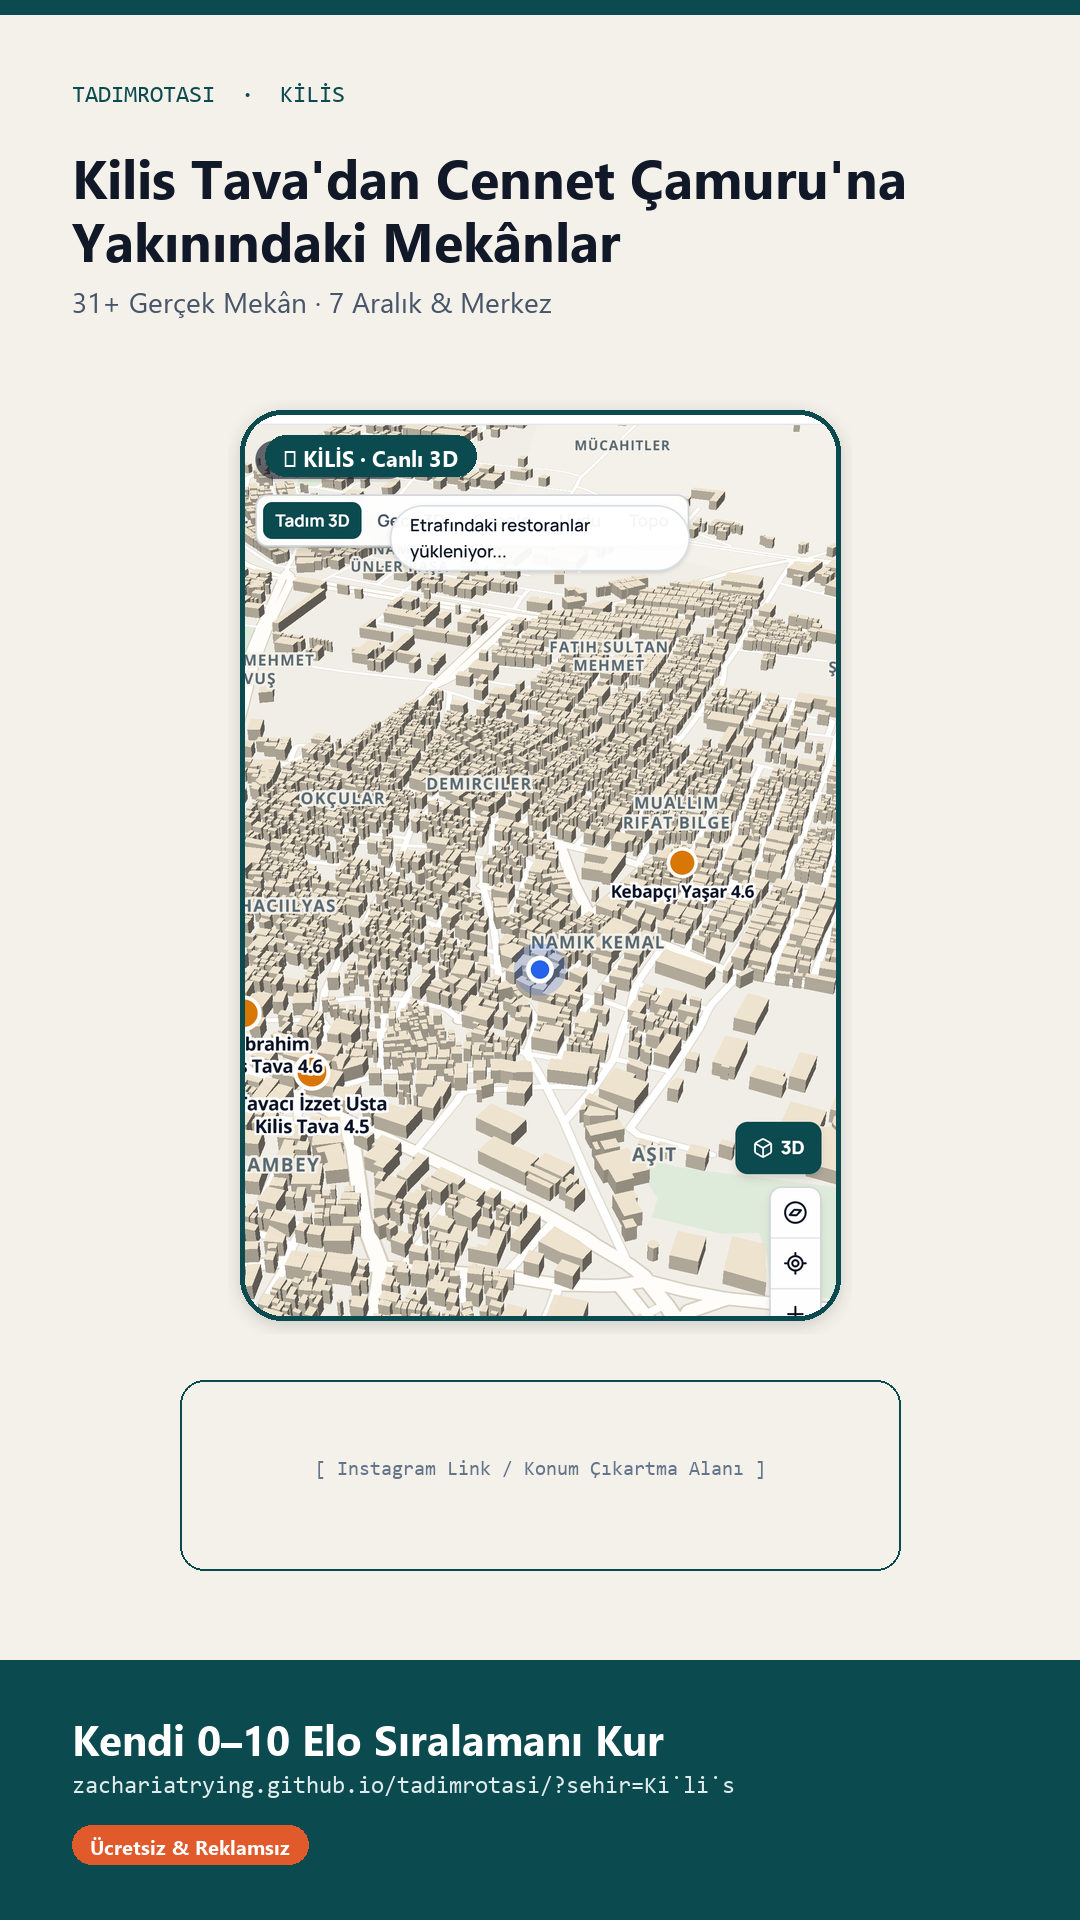 TADIMROTASI · KİLİS
Kilis Tava'dan Cennet Çamuru'na
Yakınındaki Mekânlar
31+ Gerçek Mekân · 7 Aralık & Merkez
MÜCAHITLER
KİLİS · Canlı 3D
Tadım 3D
Topo
Etrafındaki restoranlar
yükleniyor...
ÜNLER
FATIH SULTAN
MEHMET
MEHMET
VUŞ
DEMIRCILER
OKÇULAR
MUALLIM
RIFAT BILGE
Kebapçı Yaşar 4.6
HACIILYAS
NAMIK KEMAL
brahim
s Tava 4.6
avacı İzzet Usta
Kilis Tava 4.5
AMBEY
AŞIT
3D
[ Instagram Link / Konum Çıkartma Alanı ]
Kendi 0–10 Elo Sıralamanı Kur
zachariatrying.github.io/tadimrotasi/?sehir=Ki̇li̇s
Ücretsiz & Reklamsız